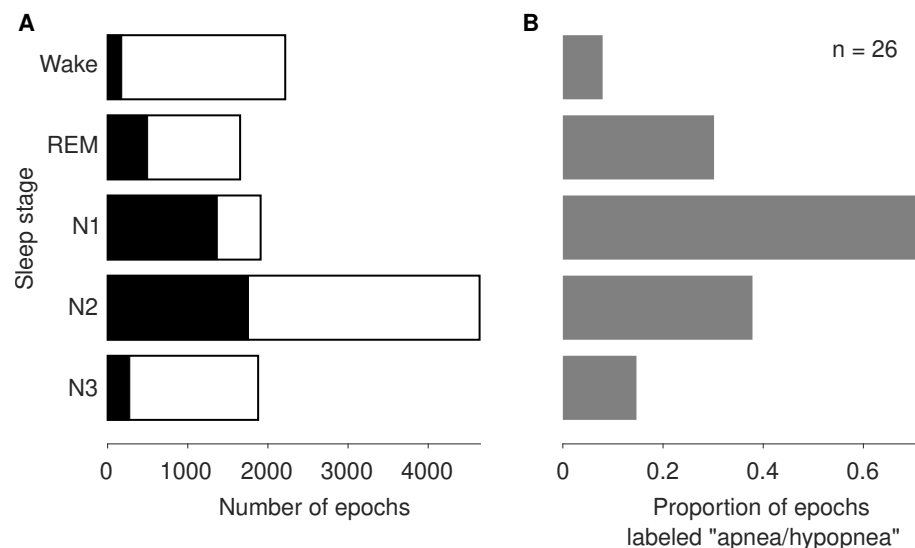 A
B
n = 26
Wake
REM
N1
N2
N3
Sleep stage
0 1000 2000 3000 4000
Number of epochs
0 0.2 0.4 0.6
Proportion of epochs
labeled "apnea/hypopnea"